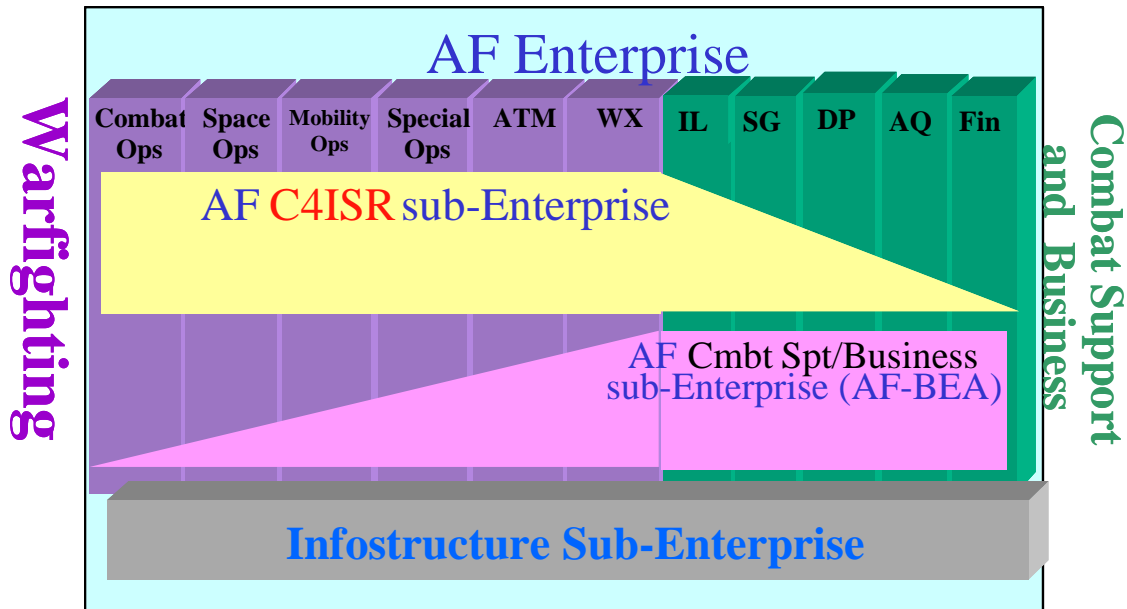 AF Enterprise
Warfighting
Combat
Ops
Space
Ops
Mobility
Ops
Special
Ops
ATM
WX
IL
SG
DP
AQ
Fin
Combat Support
and Business
AF C4ISR sub-Enterprise
AF Cmbt Spt/Business
sub-Enterprise (AF-BEA)
Infostructure Sub-Enterprise